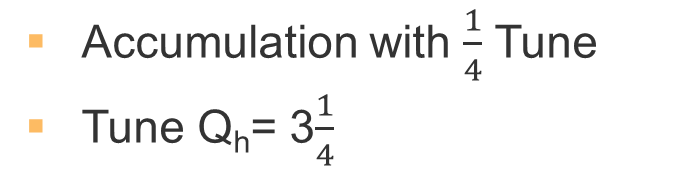 ▪ Accumulation with 1/4 Tune
▪ Tune Qₕ= 3 1/4